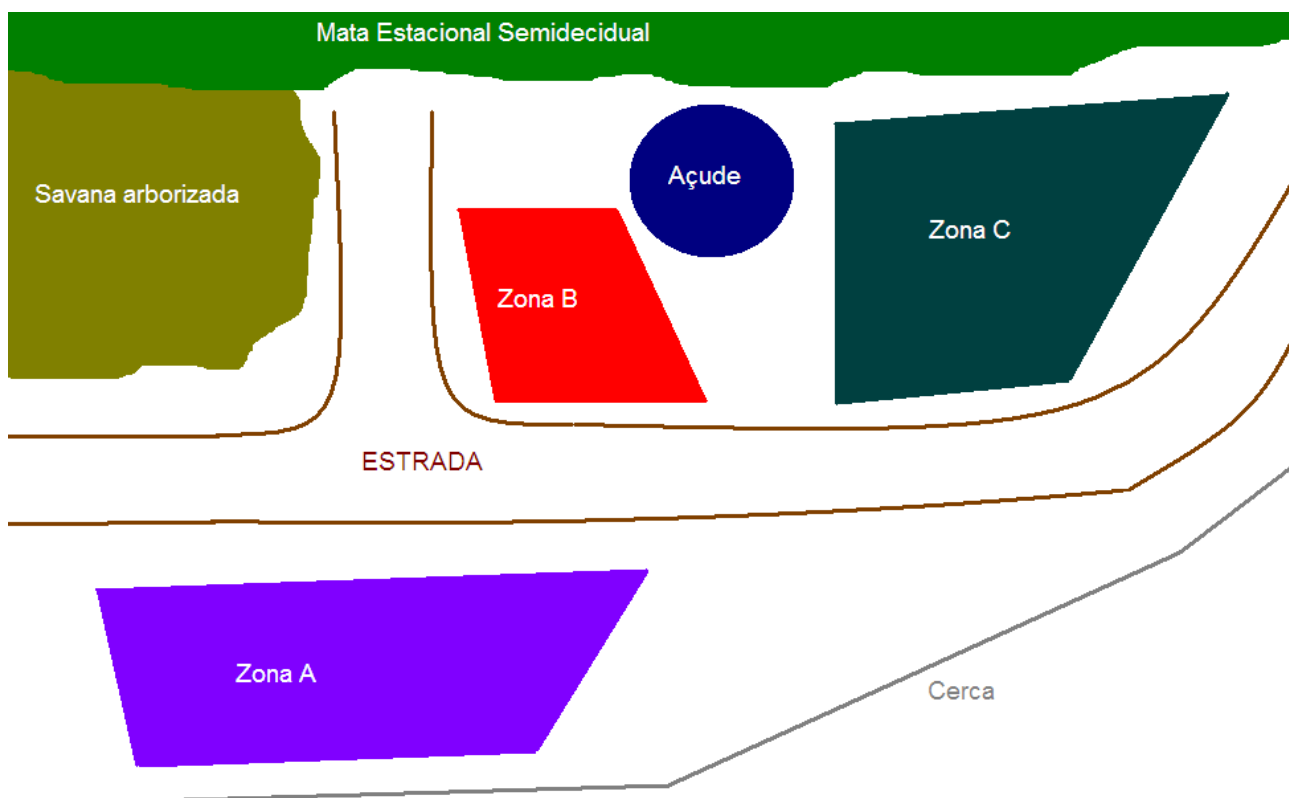 Mata Estacional Semidecidual
Savana arborizada
Açude
Zona C
Zona B
ESTRADA
Zona A
Cerca